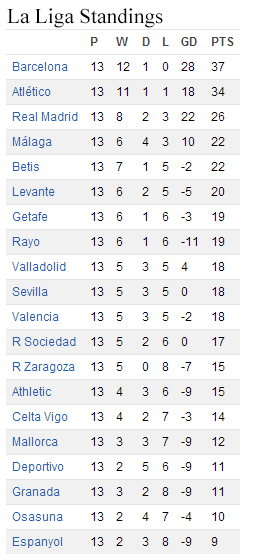 La Liga Standings
P W D L GD PTS
Barcelona 13 12 1 0 28 37
Atlético 13 11 1 1 18 34
Real Madrid 13 8 2 3 22 26
Málaga 13 6 4 3 10 22
Betis 13 7 1 5 -2 22
Levante 13 6 2 5 -5 20
Getafe 13 6 1 6 -3 19
Rayo 13 6 1 6 -11 19
Valladolid 13 5 3 5 4 18
Sevilla 13 5 3 5 0 18
Valencia 13 5 3 5 -2 18
R Sociedad 13 5 2 6 0 17
R Zaragoza 13 5 0 8 -7 15
Athletic 13 4 3 6 -9 15
Celta Vigo 13 4 2 7 -3 14
Mallorca 13 3 3 7 -9 12
Deportivo 13 2 5 6 -9 11
Granada 13 3 2 8 -9 11
Osasuna 13 2 4 7 -4 10
Espanyol 13 2 3 8 -9 9